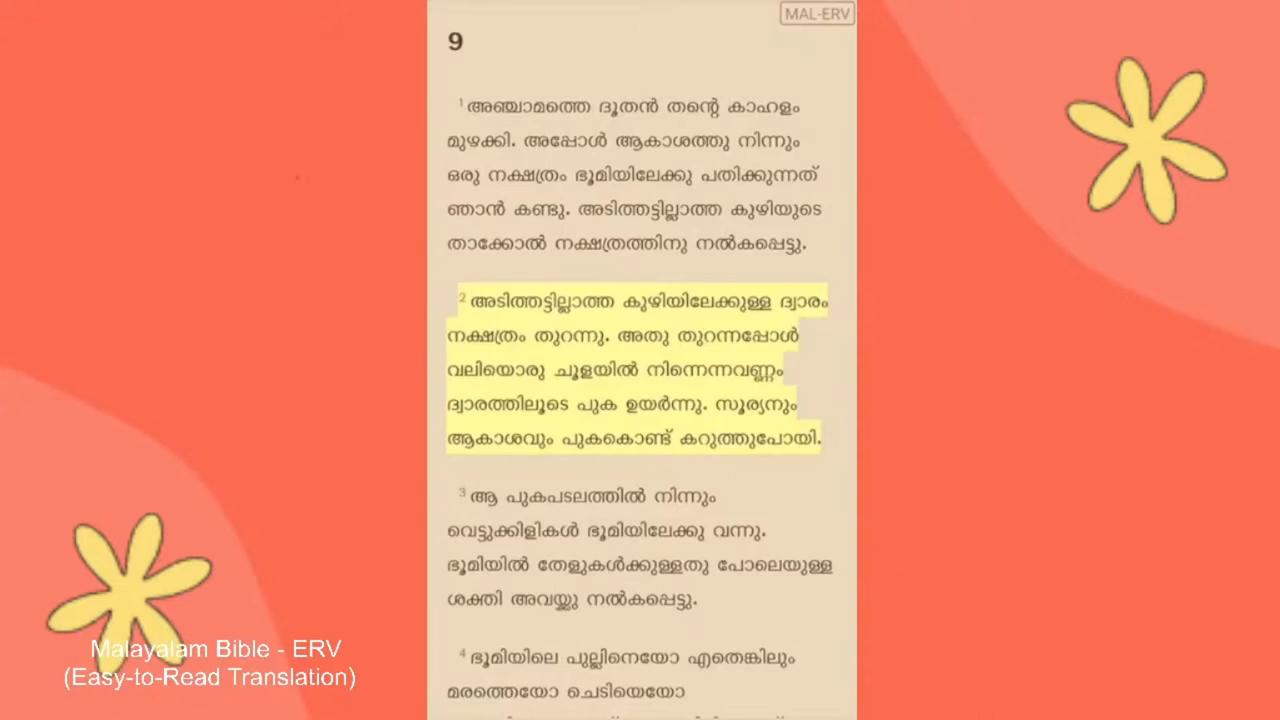 MAL-ERV
9
1 അഞ്ചാമത്തെ ദൂതൻ തന്റെ കാഹളം
മുഴക്കി. അപ്പോൾ ആകാശത്തു നിന്നും
ഒരു നക്ഷത്രം ഭൂമിയിലേക്കു പതിക്കുന്നത്
ഞാൻ കണ്ടു. അടിത്തട്ടില്ലാത്ത കുഴിയുടെ
താക്കോൽ നക്ഷത്രത്തിനു നൽകപ്പെട്ടു.
2 അടിത്തട്ടില്ലാത്ത കുഴിയിലേക്കുള്ള ദ്വാരം
നക്ഷത്രം തുറന്നു. അതു തുറന്നപ്പോൾ
വലിയൊരു ചൂളയിൽ നിന്നെന്നവണ്ണം
ദ്വാരത്തിലൂടെ പുക ഉയർന്നു. സൂര്യനും
ആകാശവും പുകകൊണ്ട് കറുത്തുപോയി.
3 ആ പുകപടലത്തിൽ നിന്നും
വെട്ടുക്കിളികൾ ഭൂമിയിലേക്കു വന്നു.
ഭൂമിയിൽ തേളുകൾക്കുള്ളതു പോലെയുള്ള
ശക്തി അവയ്ക്കു നൽകപ്പെട്ടു.
4 ഭൂമിയിലെ പുല്ലിനെയോ എതെങ്കിലും
മരത്തെയോ ചെടിയെയോ
Malayalam Bible - ERV
(Easy-to-Read Translation)